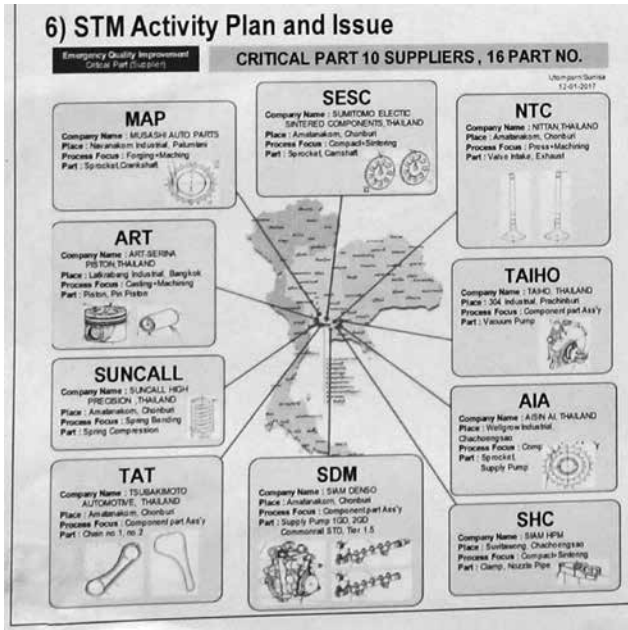 6) STM Activity Plan and Issue
Emergency Quality Improvement
Critical Part (Supplier)
CRITICAL PART 10 SUPPLIERS , 16 PART NO.
12-01-2017
MAP
Company Name : MUSASHI AUTO PARTS
Place : Navanakorn Industrial,
Process Focus : Forging+Maching
Part : Sprocket,Crankshaft
SESC
Company Name : SUMITOMO ELECTIC
SINTERED COMPONENTS,THAILAND
Place : Amatanakorn, Chonburi
Process Focus : Compact+Sintering
Part : Sprocket, Camshaft
NTC
Company Name : NITTAN,THAILAND
Place : Amatanakorn, Chonburi
Process Focus : Press+Machining
Part : Valve Intake, Exhaust
ART
Company Name : ART-SERINA
PISTON,THAILAND
Place : Latkrabang Industrial, Bangkok
Process Focus : Casting+Machining
Part : Piston, Pin Piston
TAIHO
Company Name : TAIHO, THAILAND
Place : 304 Industrial, Prachinburi
Process Focus : Component part Ass'y
Part : Vacuum Pump
SUNCALL
Company Name : SUNCALL HIGH
PRECISION ,THAILAND
Place : Amatanakorn, Chonburi
Process Focus : Spring Bending
Part : Spring Compression
AIA
Company Name : AISIN AI, THAILAND
Place : Wellgrow Industrial,
Chachoengsao
Process Focus :
Part : Sprocket,
Supply Pump
TAT
Company Name : TSUBAKIMOTO
AUTOMOTIVE, THAILAND
Place : Amatanakorn, Chonburi
Process Focus : Component part Ass'y
Part : Chain no.1, no.2
SDM
Company Name : SIAM DENSO
Place : Amatanakorn, Chonburi
Process Focus : Component part Ass'y
Part : Supply Pump 1GD, 2GD
Commonrail STD, Tier 1.5
SHC
Company Name : SIAM HPM
Place : Chachoengsao
Process Focus : Compact+Sintering
Part : Clamp, Nozzle Pipe